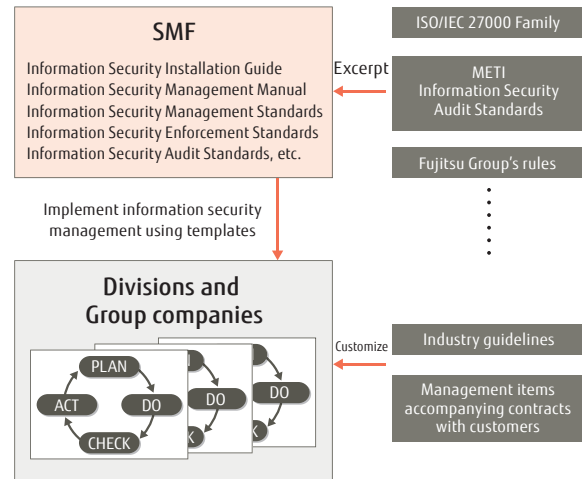 SMF
Information Security Installation Guide
Information Security Management Manual
Information Security Management Standards
Information Security Enforcement Standards
Information Security Audit Standards, etc.
Excerpt
ISO/IEC 27000 Family
METI
Information Security
Audit Standards
Fujitsu Group's rules
Implement information security
management using templates
Divisions and
Group companies
PLAN
DO
CHECK
ACT
DO
DO
Customize
Industry guidelines
Management items
accompanying contracts
with customers